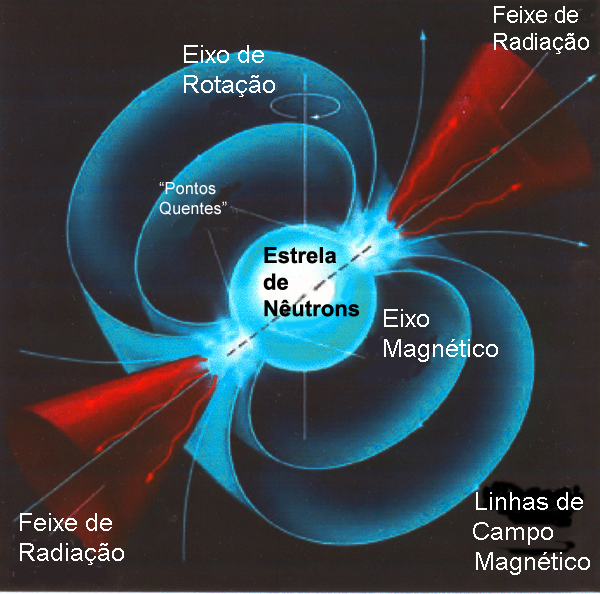 Feixe de
Radiação
Eixo de
Rotação
“Pontos
Quentes”
Estrela
de
Nêutrons
Eixo
Magnético
Linhas de
Campo
Magnético
Feixe de
Radiação